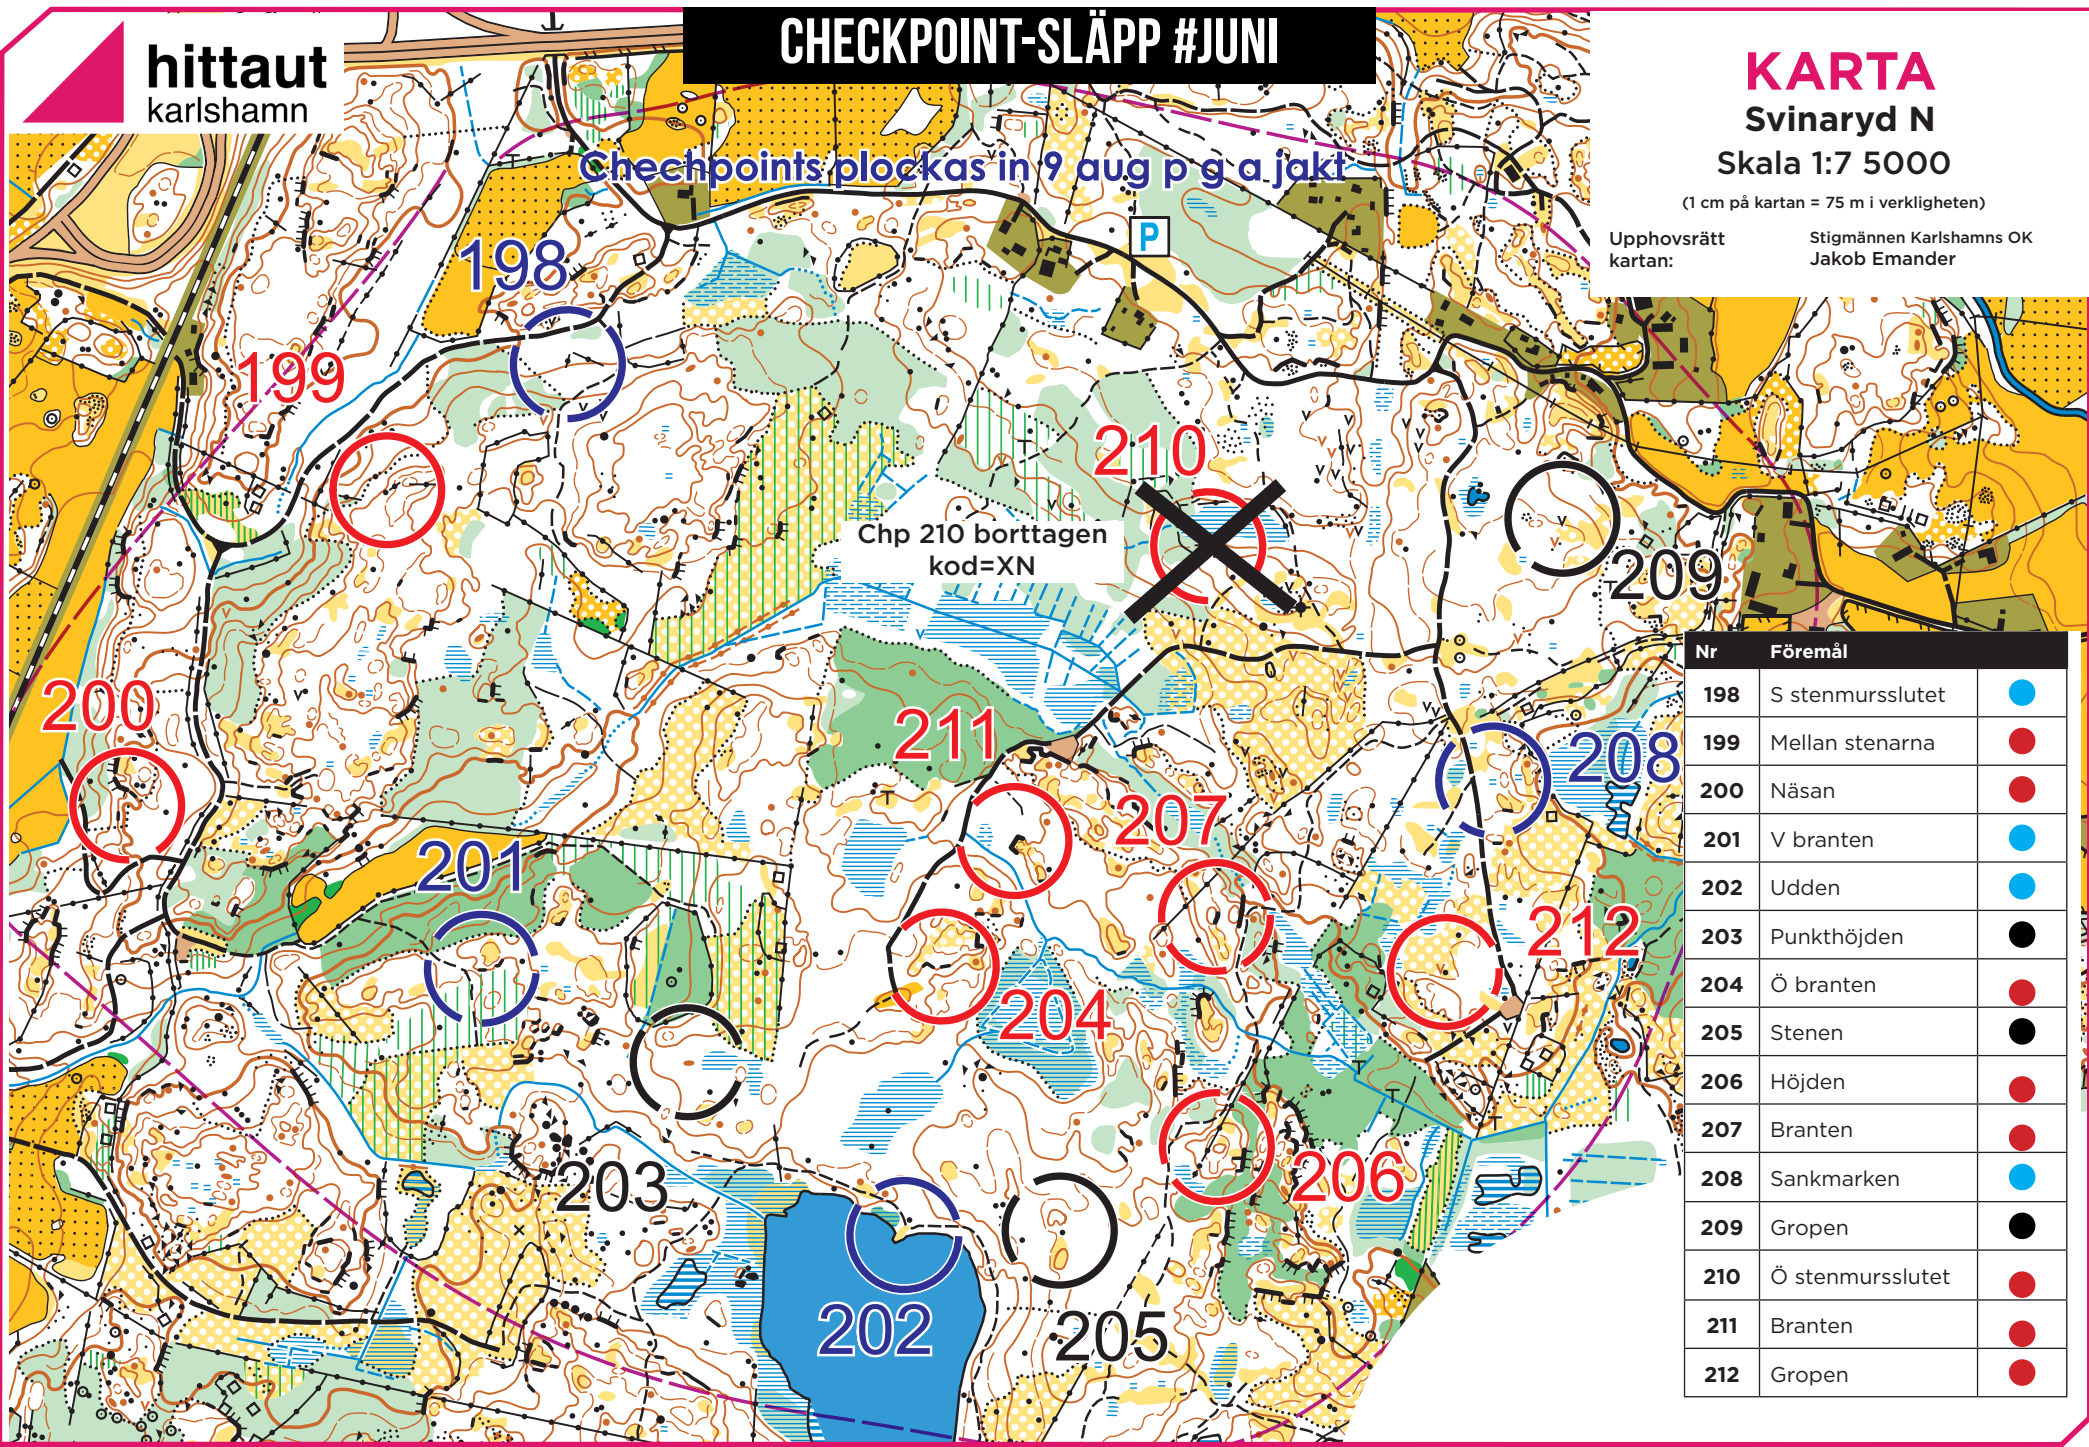 hittaut
karlshamn
CHECKPOINT-SLÄPP #JUNI
KARTA
Svinaryd N
Skala 1:7 5000
(1 cm på kartan = 75 m i verkligheten)
Upphovsrätt kartan:
Stigmännen Karlshamns OK
Jakob Emander
Chechpoints plockas in 9 aug p g a jakt
P
198
199
210
Chp 210 borttagen
kod=XN
209
200
211
208
207
201
212
204
203
206
202
205
Nr Föremål
198 S stenmursslutet
199 Mellan stenarna
200 Näsan
201 V branten
202 Udden
203 Punkthöjden
204 Ö branten
205 Stenen
206 Höjden
207 Branten
208 Sankmarken
209 Gropen
210 Ö stenmursslutet
211 Branten
212 Gropen